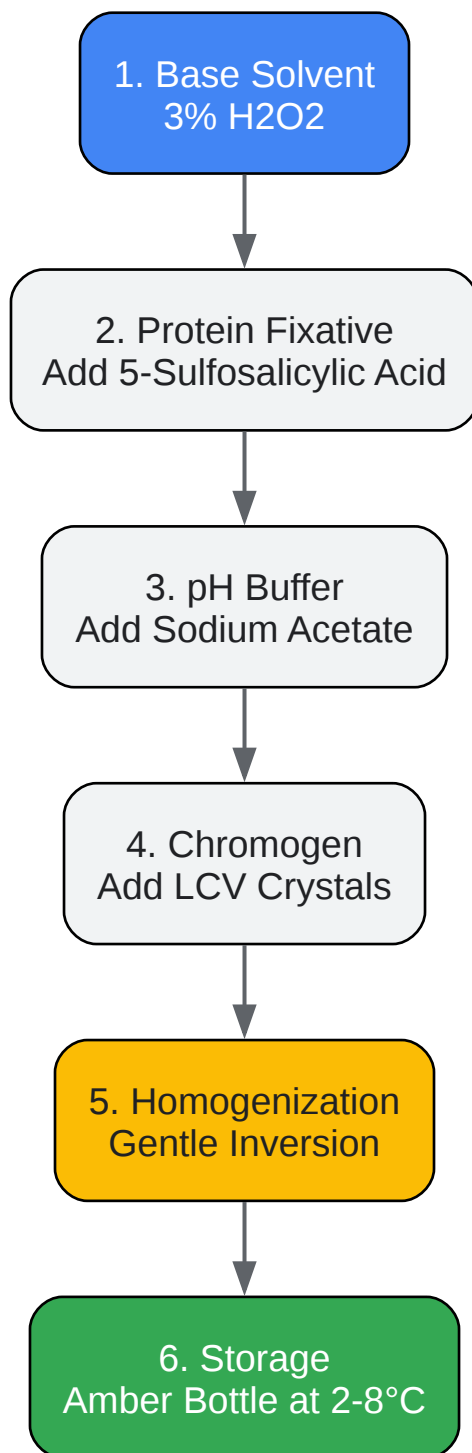 1. Base Solvent
3% H2O2
2. Protein Fixative
Add 5-Sulfosalicylic Acid
3. pH Buffer
Add Sodium Acetate
4. Chromogen
Add LCV Crystals
5. Homogenization
Gentle Inversion
6. Storage
Amber Bottle at 2-8°C